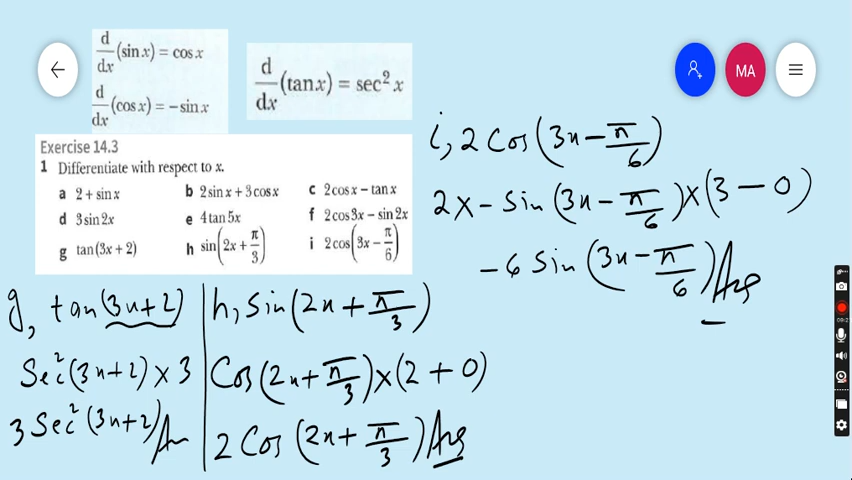 d/dx (sin x) = cos x
d/dx (cos x) = −sin x
d/dx (tan x) = sec² x
MA
Exercise 14.3
1 Differentiate with respect to x.
a 2 + sin x b 2 sin x + 3 cos x c 2 cos x − tan x
d 3 sin 2x e 4 tan 5x f 2 cos 3x − sin 2x
g tan(3x + 2) h sin(2x + π/3) i 2 cos(3x − π/6)
i, 2 Cos (3x − π/6)
2 x − Sin (3x − π/6) × (3 − 0)
− 6 Sin (3x − π/6) Ans
g, tan (3x + 2)
Sec² (3x + 2) × 3
3 Sec² (3x + 2) An
h, Sin (2x + π/3)
Cos (2x + π/3) × (2 + 0)
2 Cos (2x + π/3) Ans